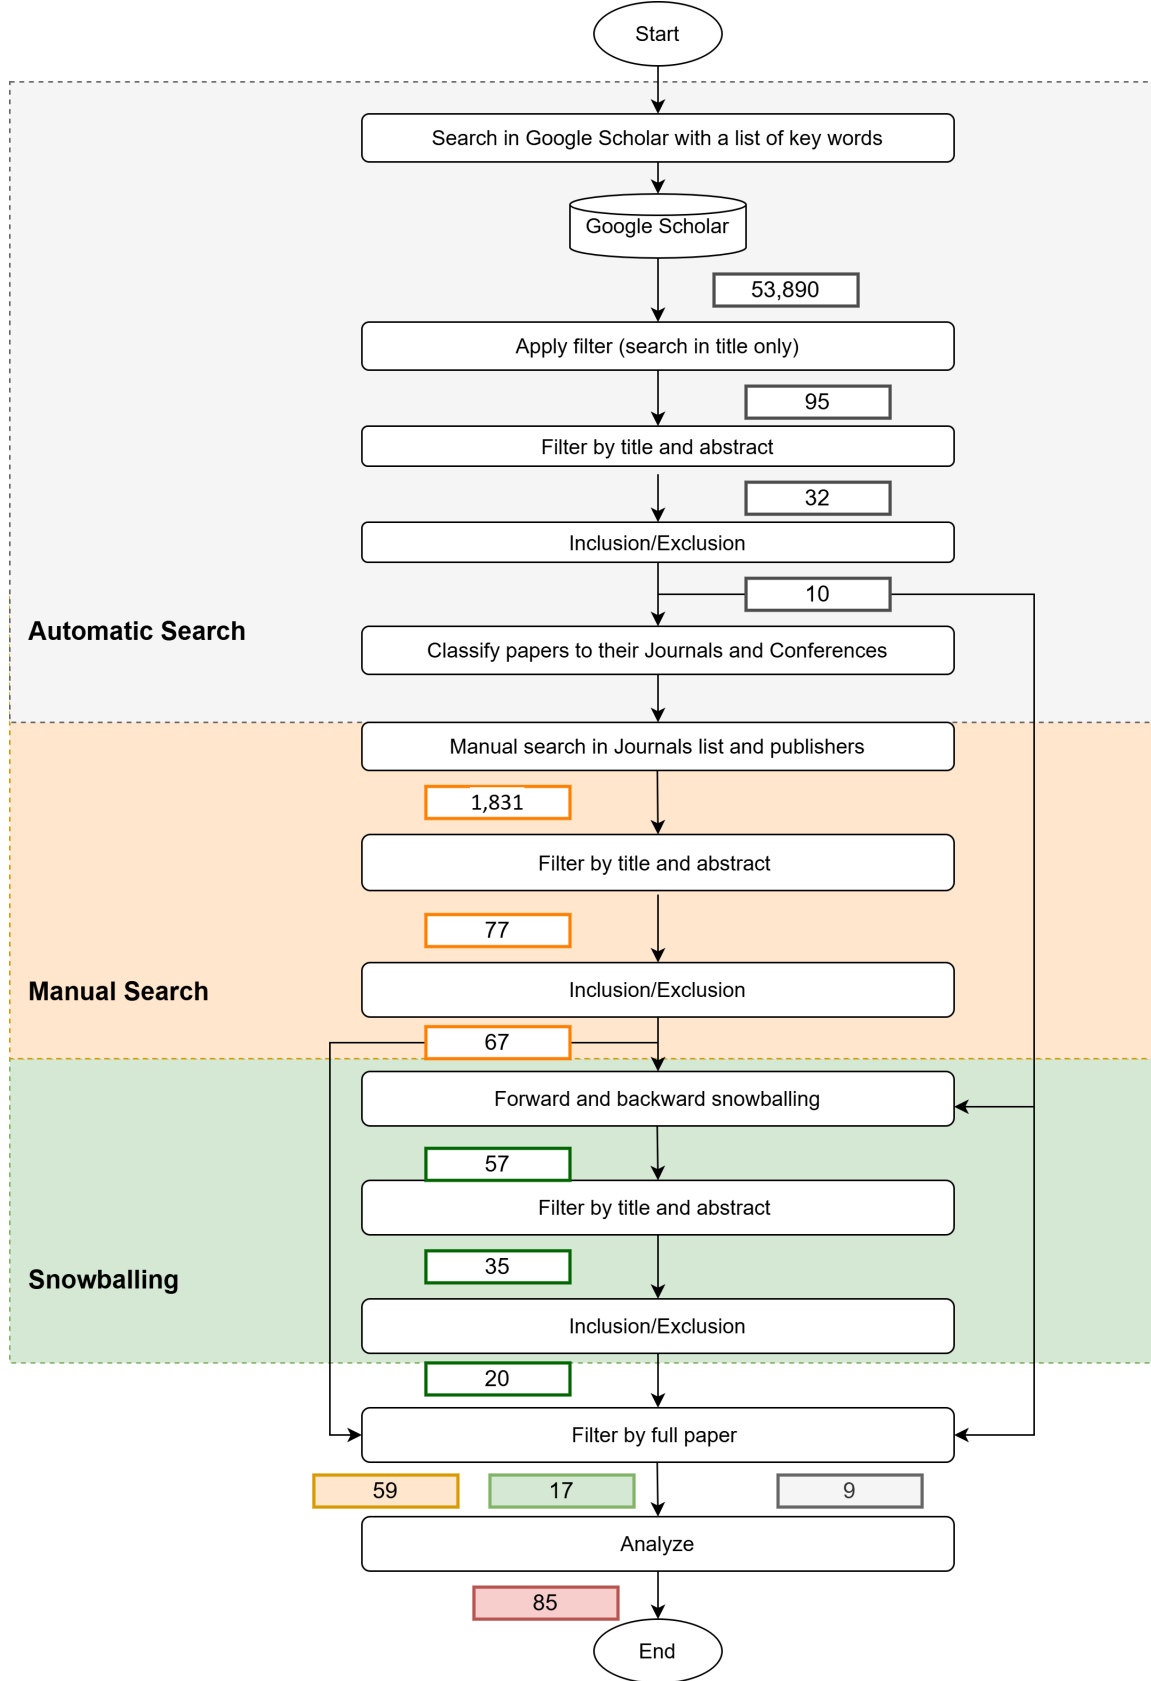 Start
Search in Google Scholar with a list of key words
Google Scholar
53,890
Apply filter (search in title only)
95
Filter by title and abstract
32
Inclusion/Exclusion
10
Automatic Search
Classify papers to their Journals and Conferences
Manual search in Journals list and publishers
1,831
Filter by title and abstract
77
Manual Search
Inclusion/Exclusion
67
Forward and backward snowballing
57
Filter by title and abstract
35
Snowballing
Inclusion/Exclusion
20
Filter by full paper
59
17
9
Analyze
85
End